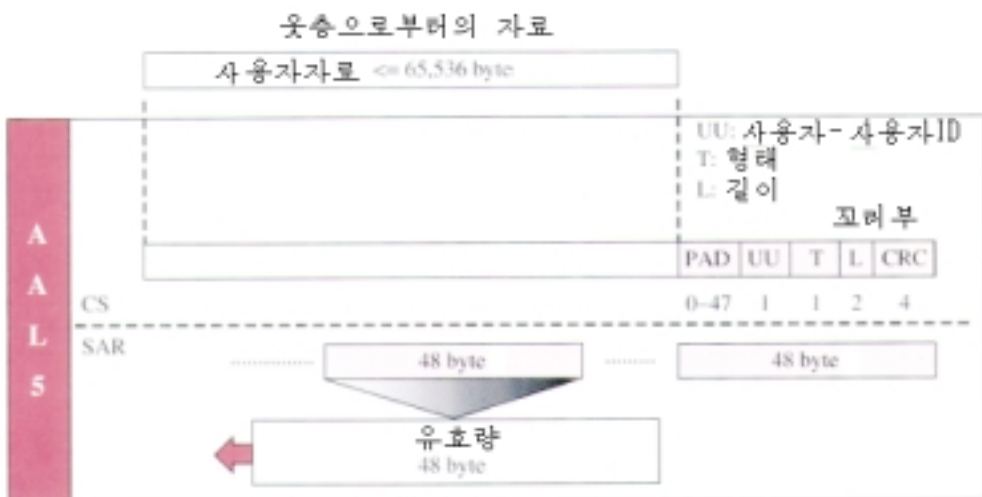 웃층으로부터의 자료
사용자자료 <= 65,536 byte
UU: 사용자-사용자ID
T: 형태
L: 길이
꼬리부
PAD UU T L CRC
0–47 1 1 2 4
CS
SAR
48 byte
48 byte
유효량
48 byte
A
A
L
5